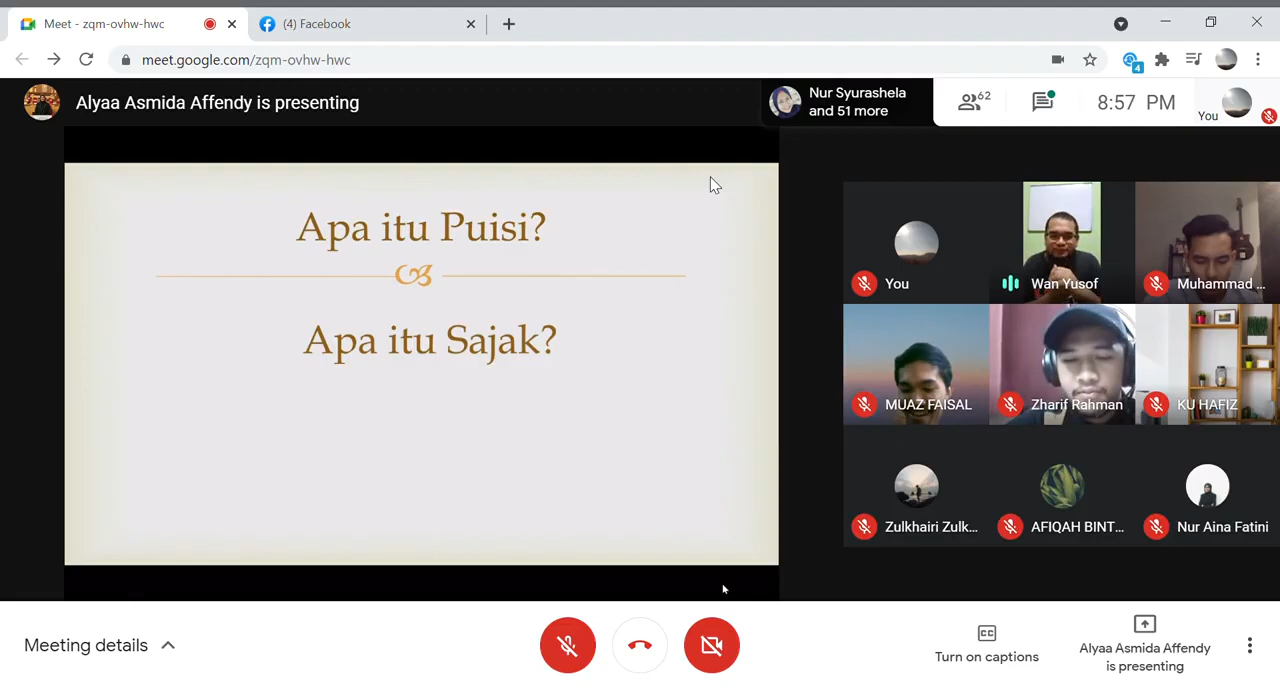 Meet - zqm-ovhw-hwc
(4) Facebook
meet.google.com/zqm-ovhw-hwc
4
Alyaa Asmida Affendy is presenting
Nur Syurashela
and 51 more
62
8:57 PM
You
Apa itu Puisi?
Apa itu Sajak?
You
Wan Yusof
Muhammad ...
MUAZ FAISAL
Zharif Rahman
KU HAFIZ
Zulkhairi Zulk...
AFIQAH BINT...
Nur Aina Fatini
Meeting details
CC
Turn on captions
Alyaa Asmida Affendy
is presenting